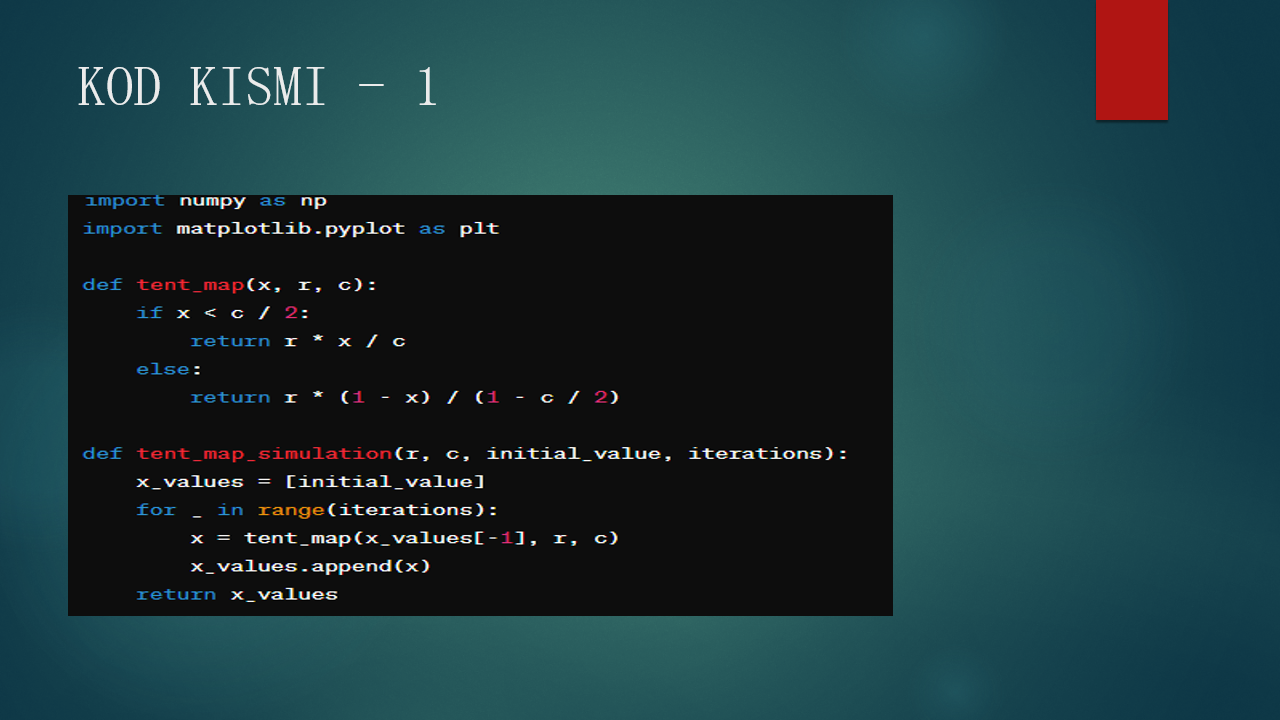 KOD KISMI - 1
import numpy as np
import matplotlib.pyplot as plt
def tent_map(x, r, c):
    if x < c / 2:
        return r * x / c
    else:
        return r * (1 - x) / (1 - c / 2)
def tent_map_simulation(r, c, initial_value, iterations):
    x_values = [initial_value]
    for _ in range(iterations):
        x = tent_map(x_values[-1], r, c)
        x_values.append(x)
    return x_values